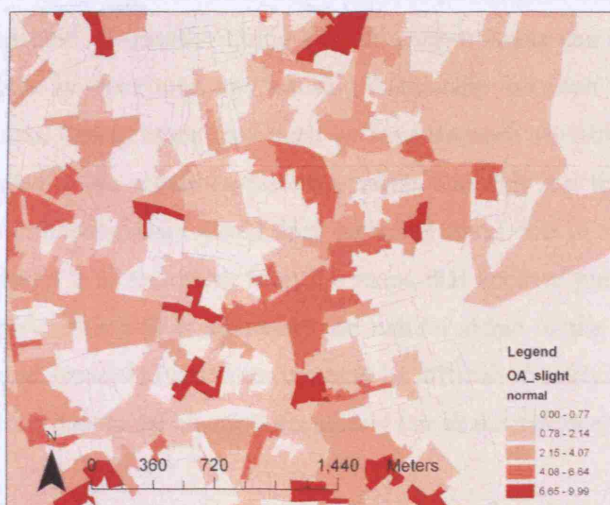 Legend
OA_slight
normal
0.00 - 0.77
0.78 - 2.14
2.15 - 4.07
4.08 - 6.64
6.65 - 9.99
N
0 360 720 1,440 Meters